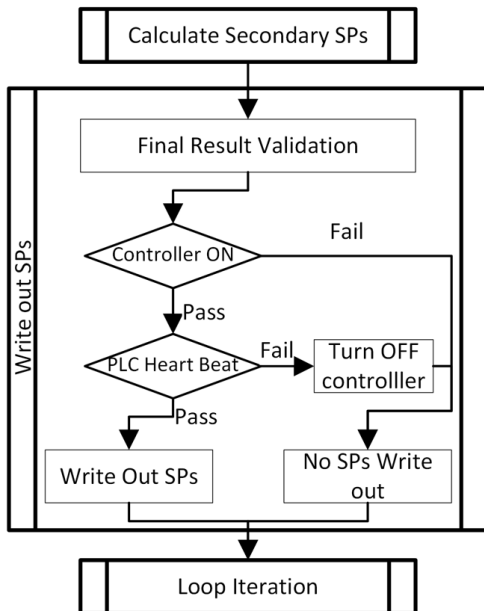 Calculate Secondary SPs
Write out SPs
Final Result Validation
Controller ON
Fail
Pass
PLC Heart Beat
Fail
Turn OFF
controlller
Pass
Write Out SPs
No SPs Write
out
Loop Iteration